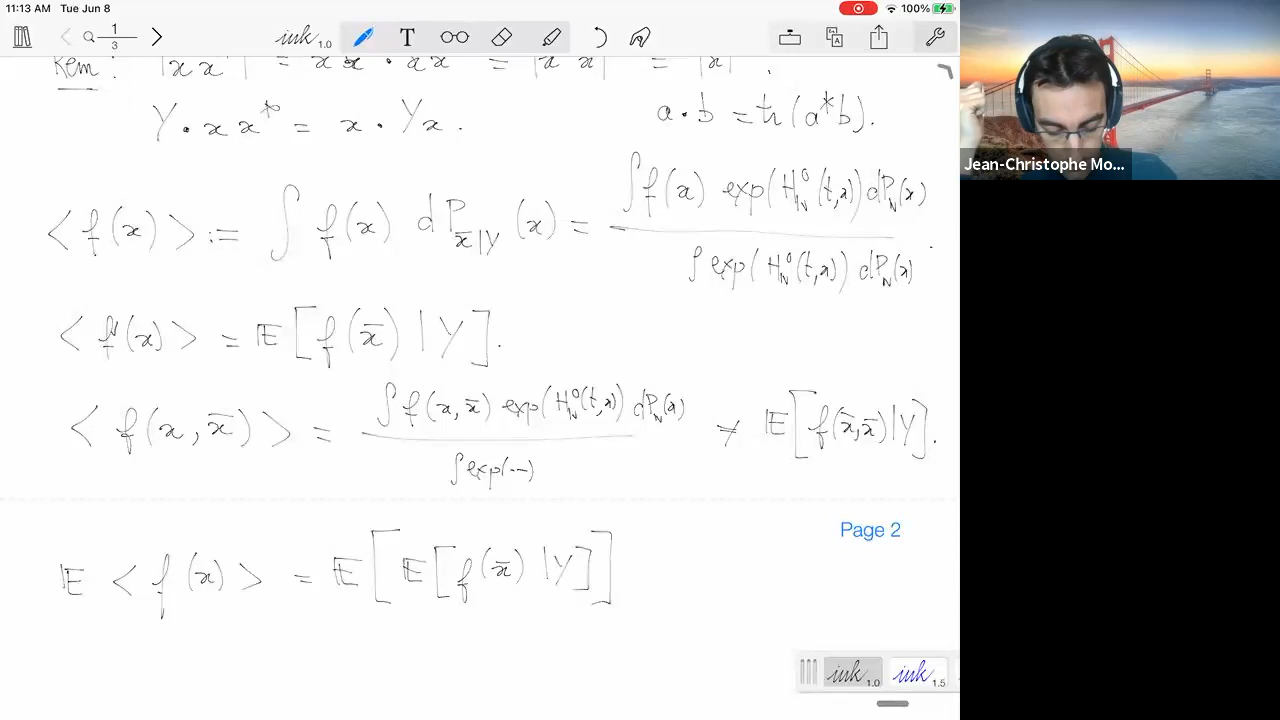 11:13 AM Tue Jun 8
100%
1
3
ink 1.0
T
Rem :
Y • x x* = x • Y x .
a • b = tr (a* b).
< f(x) > := ∫ f(x) dP_{x̄|Y} (x) = ∫ f(x) exp(H_N^0(t,x)) dP_N(x) / ∫ exp(H_N^0(t,x)) dP_N(x) .
< f(x) > = 𝔼 [ f(x̄) | Y ].
< f(x, x̄) > = ∫ f(x, x̄) exp(H_N^0(t,x)) dP_N(x) / ∫ exp(--) ≠ 𝔼 [ f(x̄, x̄) | Y ].
Page 2
𝔼 < f(x) > = 𝔼 [ 𝔼 [ f(x̄) | Y ] ]
ink 1.0
ink 1.5
Jean-Christophe Mo...